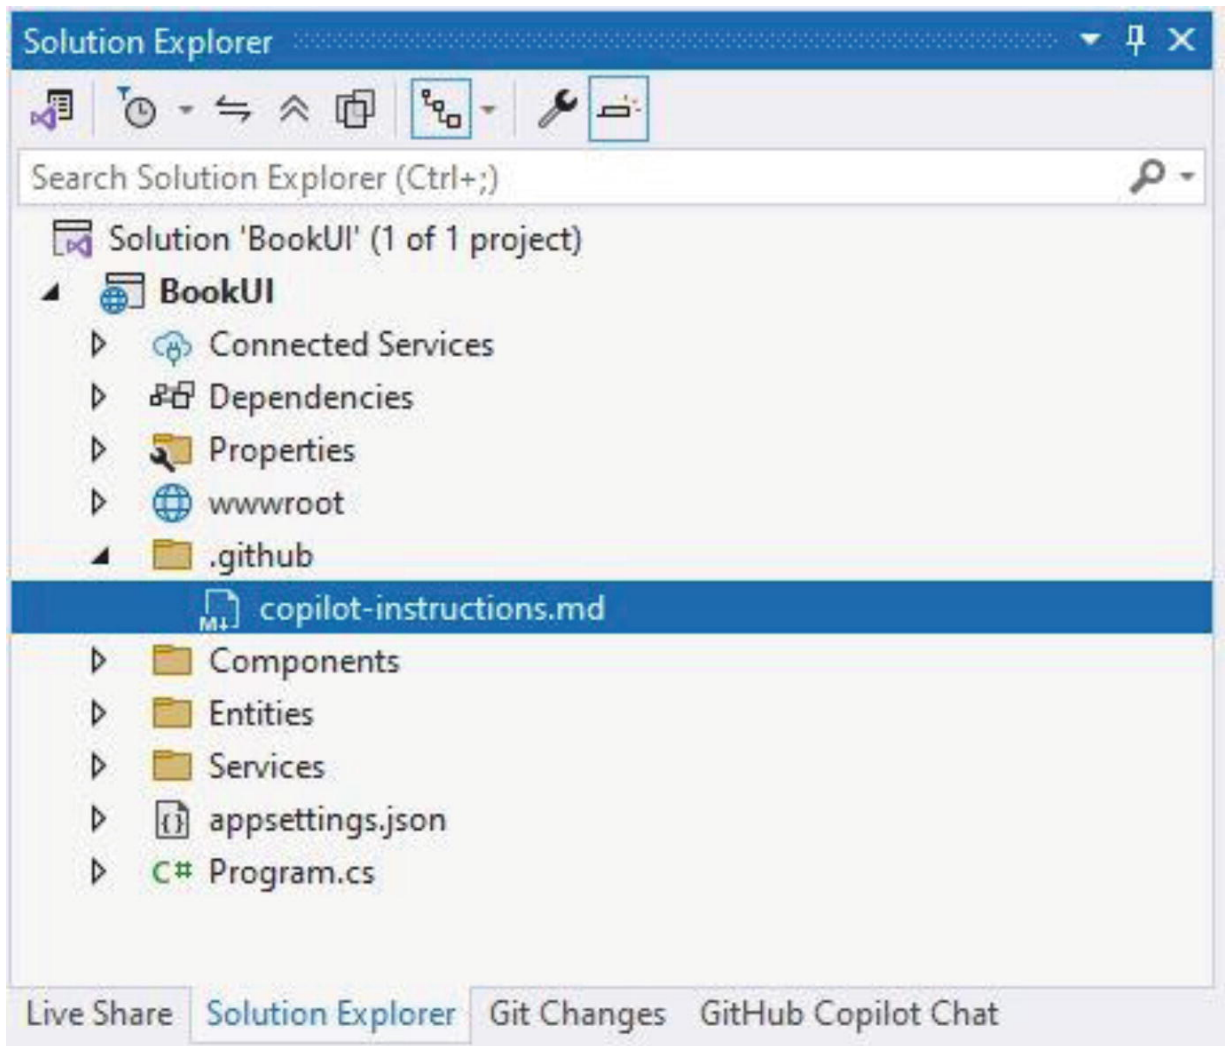 Solution Explorer
Search Solution Explorer (Ctrl+;)
Solution 'BookUI' (1 of 1 project)
BookUI
Connected Services
Dependencies
Properties
wwwroot
.github
M↓ copilot-instructions.md
Components
Entities
Services
{} appsettings.json
C# Program.cs
Live Share Solution Explorer Git Changes GitHub Copilot Chat